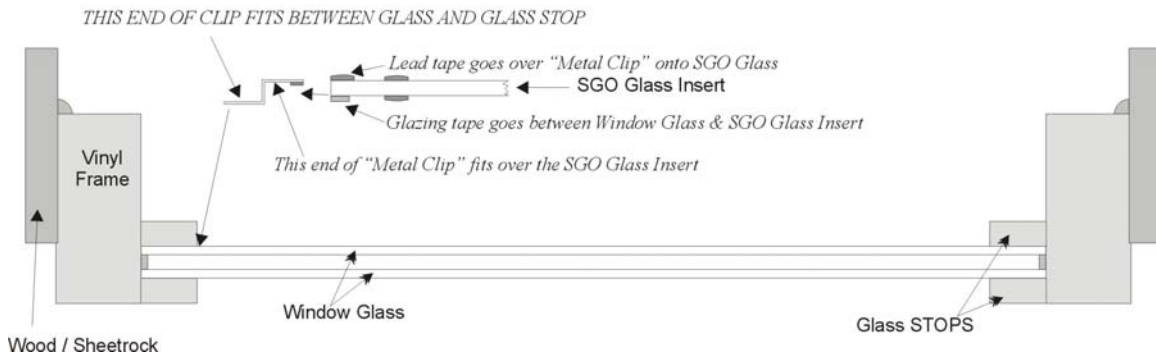 THIS END OF CLIP FITS BETWEEN GLASS AND GLASS STOP
Lead tape goes over “Metal Clip” onto SGO Glass
SGO Glass Insert
Glazing tape goes between Window Glass & SGO Glass Insert
This end of “Metal Clip” fits over the SGO Glass Insert
Vinyl
Frame
Window Glass
Glass STOPS
Wood / Sheetrock